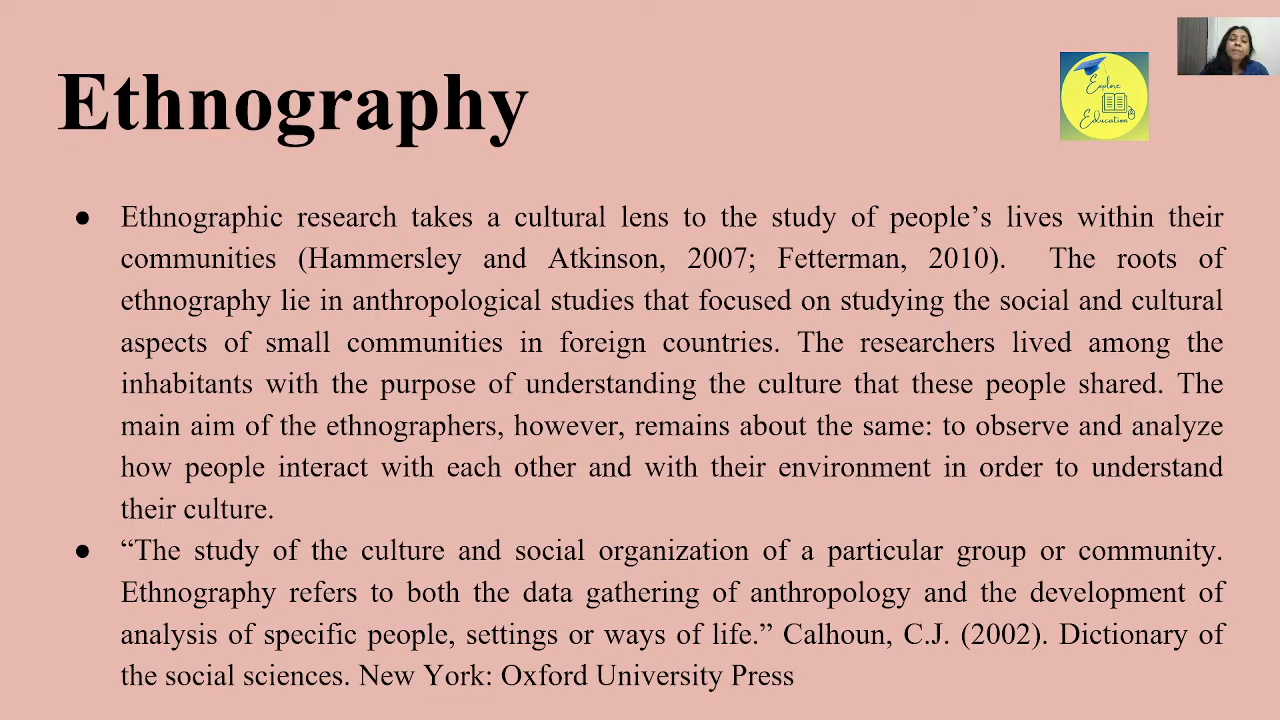 Ethnography
Explore
Education
● Ethnographic research takes a cultural lens to the study of people’s lives within their
communities (Hammersley and Atkinson, 2007; Fetterman, 2010). The roots of
ethnography lie in anthropological studies that focused on studying the social and cultural
aspects of small communities in foreign countries. The researchers lived among the
inhabitants with the purpose of understanding the culture that these people shared. The
main aim of the ethnographers, however, remains about the same: to observe and analyze
how people interact with each other and with their environment in order to understand
their culture.
● “The study of the culture and social organization of a particular group or community.
Ethnography refers to both the data gathering of anthropology and the development of
analysis of specific people, settings or ways of life.” Calhoun, C.J. (2002). Dictionary of
the social sciences. New York: Oxford University Press